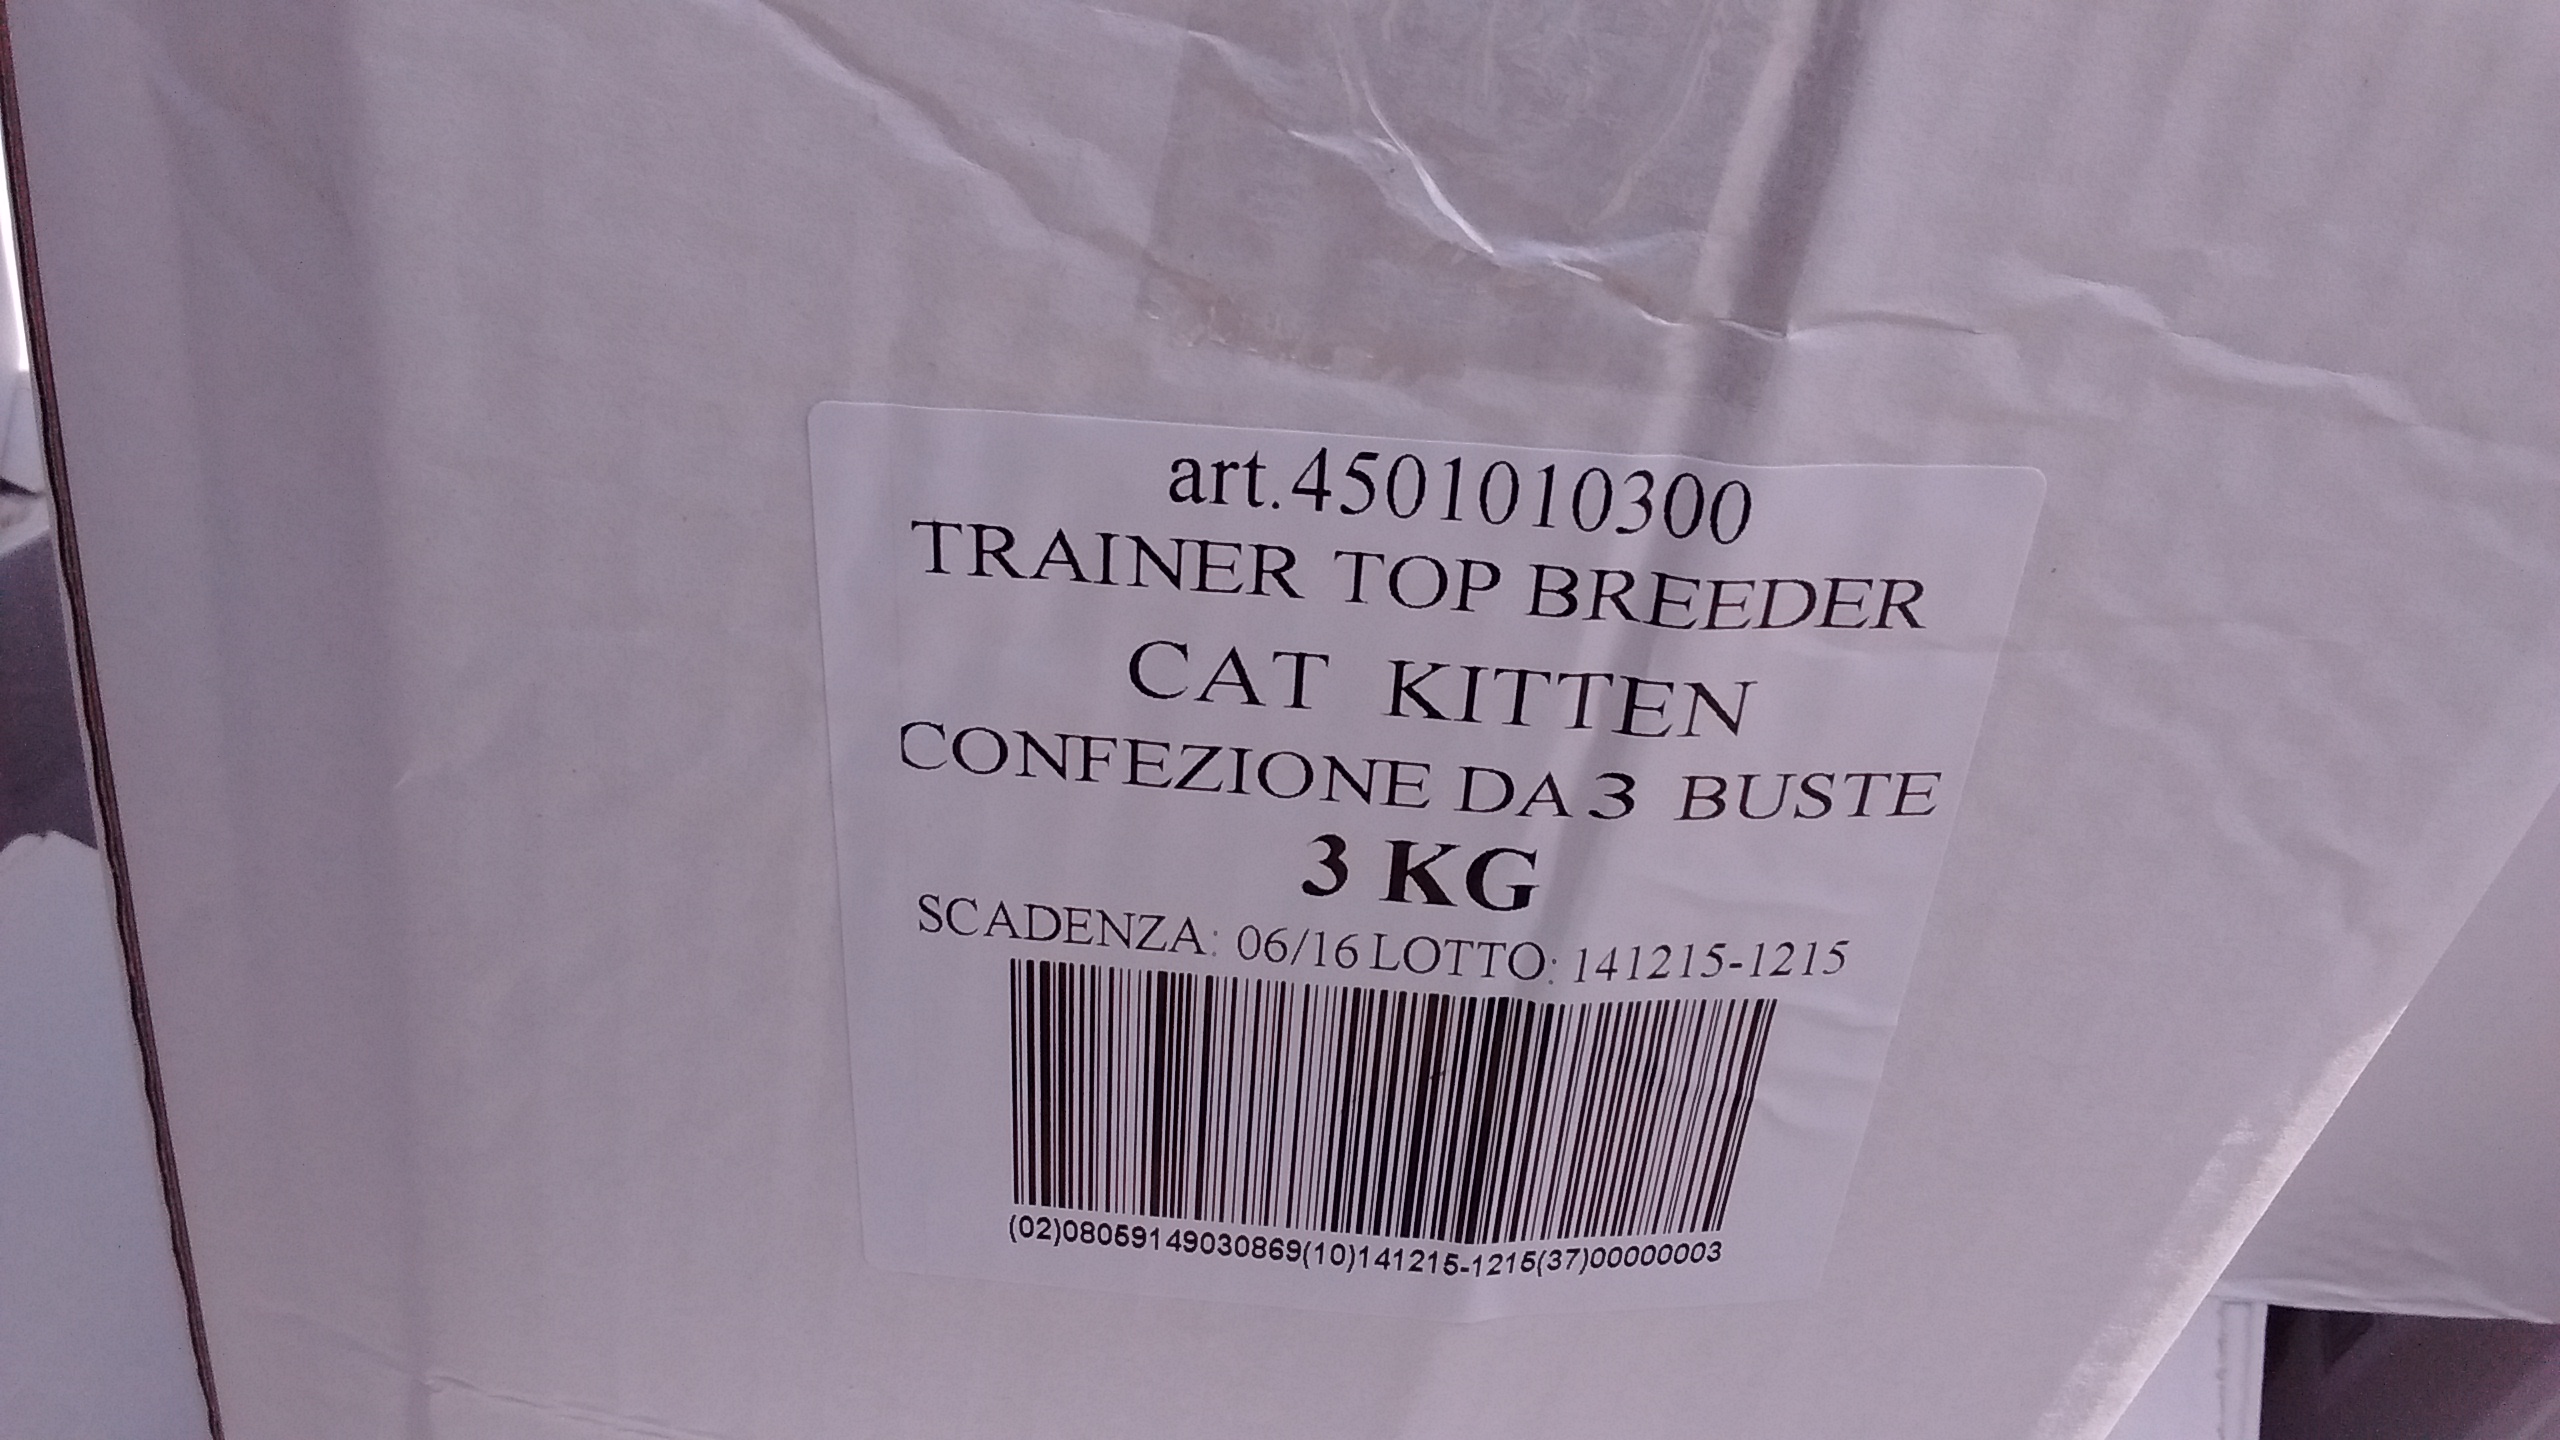 art.4501010300
TRAINER TOP BREEDER
CAT KITTEN
CONFEZIONE DA 3 BUSTE
3 KG
SCADENZA: 06/16 LOTTO: 141215-1215
(02)08059149030869(10)141215-1215(37)00000003